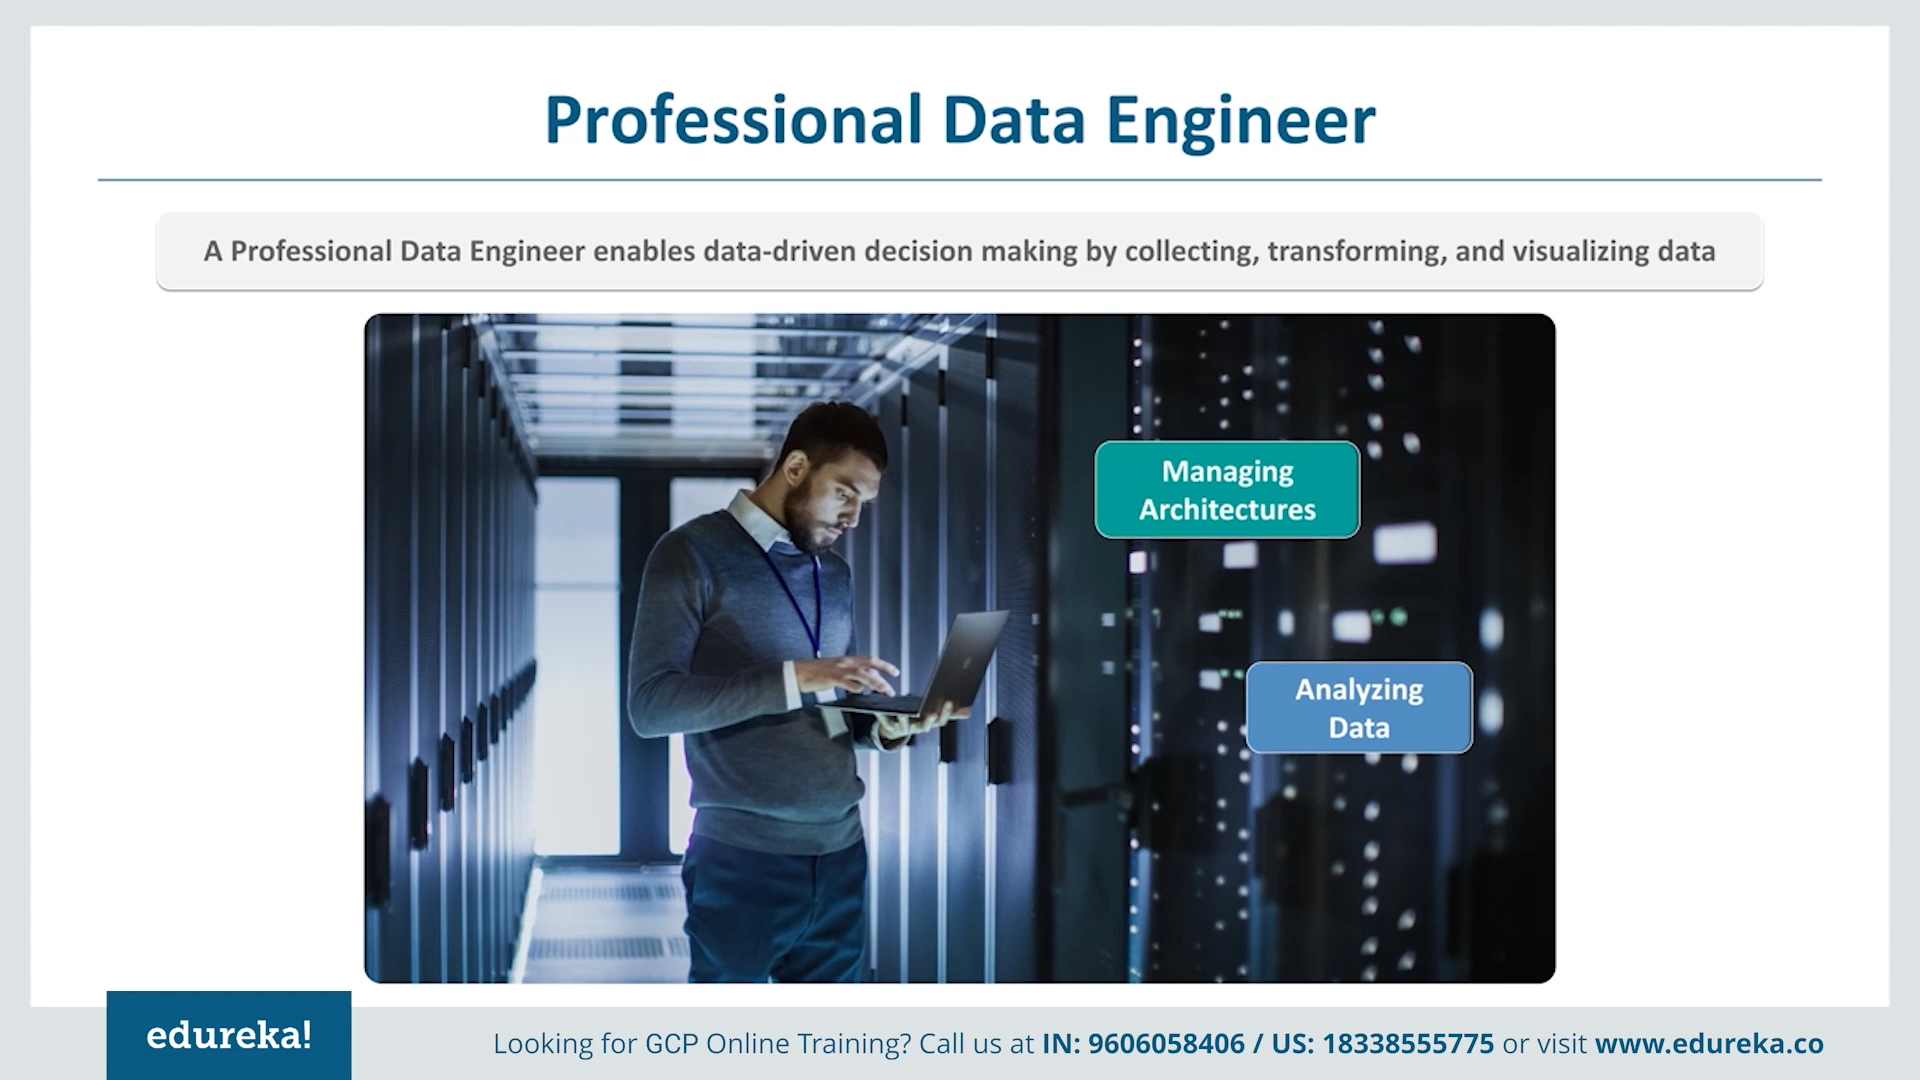 Professional Data Engineer
A Professional Data Engineer enables data-driven decision making by collecting, transforming, and visualizing data
Managing
Architectures
Analyzing
Data
edureka!
Looking for GCP Online Training? Call us at IN: 9606058406 / US: 18338555775 or visit www.edureka.co